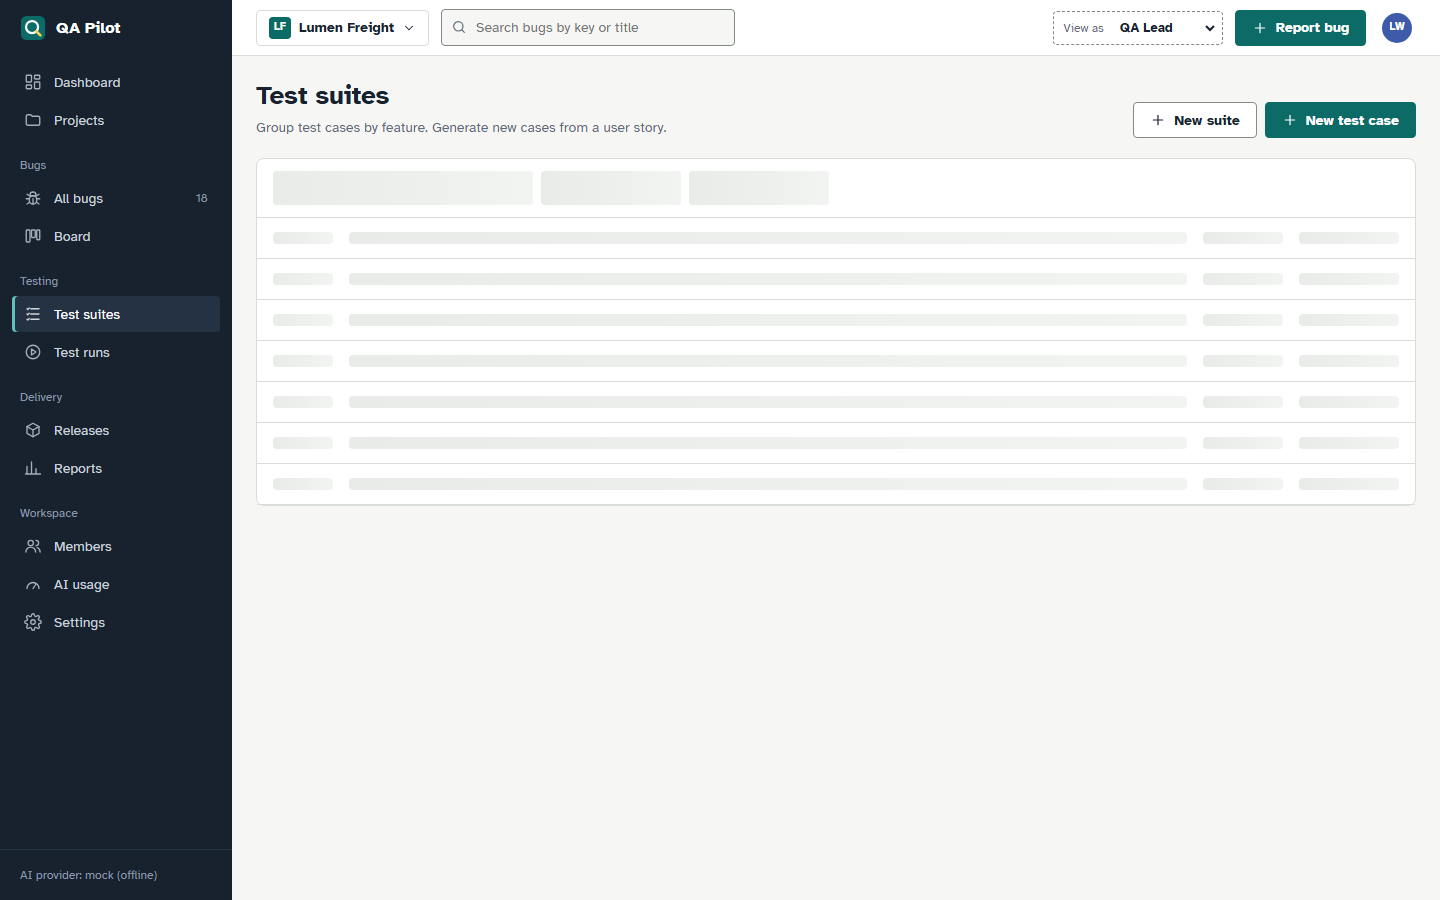 QA Pilot
Dashboard
Projects
Bugs
All bugs 18
Board
Testing
Test suites
Test runs
Delivery
Releases
Reports
Workspace
Members
AI usage
Settings
AI provider: mock (offline)
LF Lumen Freight
Search bugs by key or title
View as QA Lead
Report bug
LW
Test suites
Group test cases by feature. Generate new cases from a user story.
New suite
New test case